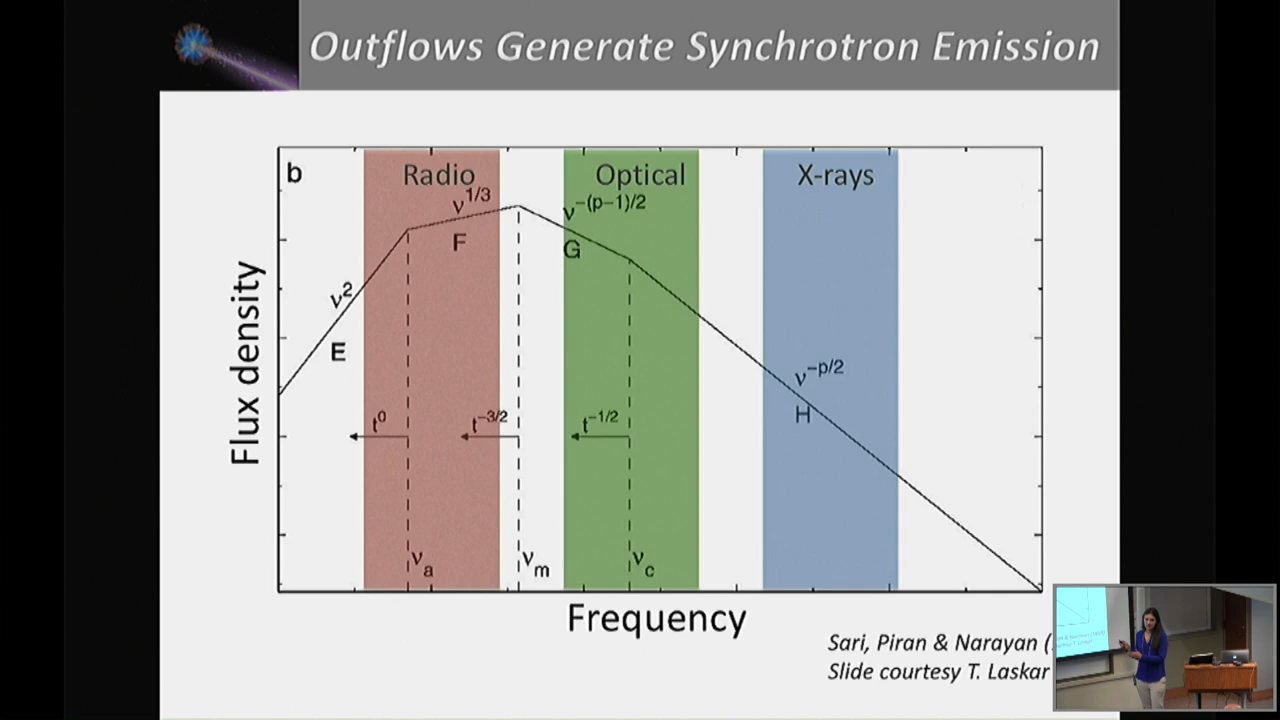 Outflows Generate Synchrotron Emission
b
Radio
Optical
X-rays
ν^1/3
ν^−(p−1)/2
F
G
ν^2
E
ν^−p/2
H
t^0
t^−3/2
t^−1/2
ν_a
ν_m
ν_c
Flux density
Frequency
Sari, Piran & Narayan (
Slide courtesy T. Laskar